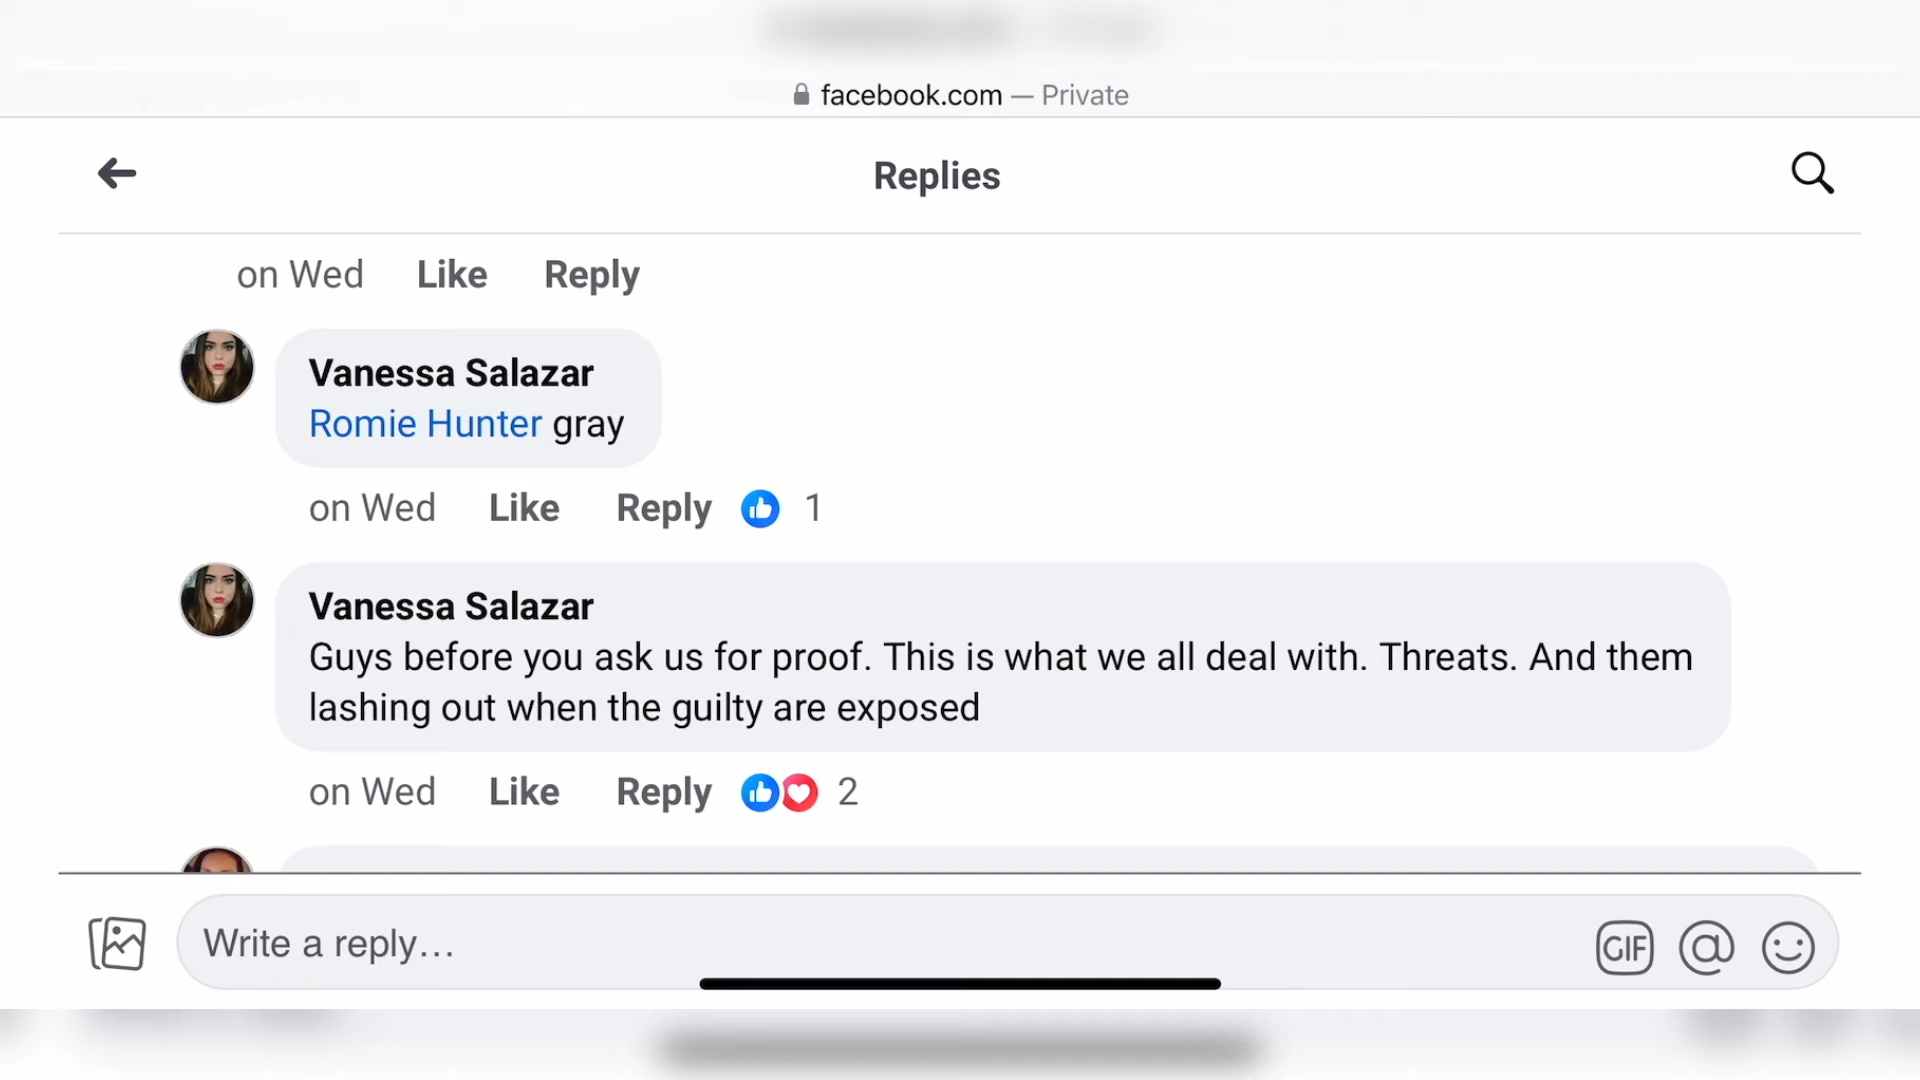 facebook.com — Private
Replies
on Wed Like Reply
Vanessa Salazar
Romie Hunter gray
on Wed Like Reply 1
Vanessa Salazar
Guys before you ask us for proof. This is what we all deal with. Threats. And them
lashing out when the guilty are exposed
on Wed Like Reply 2
Write a reply...
GIF @